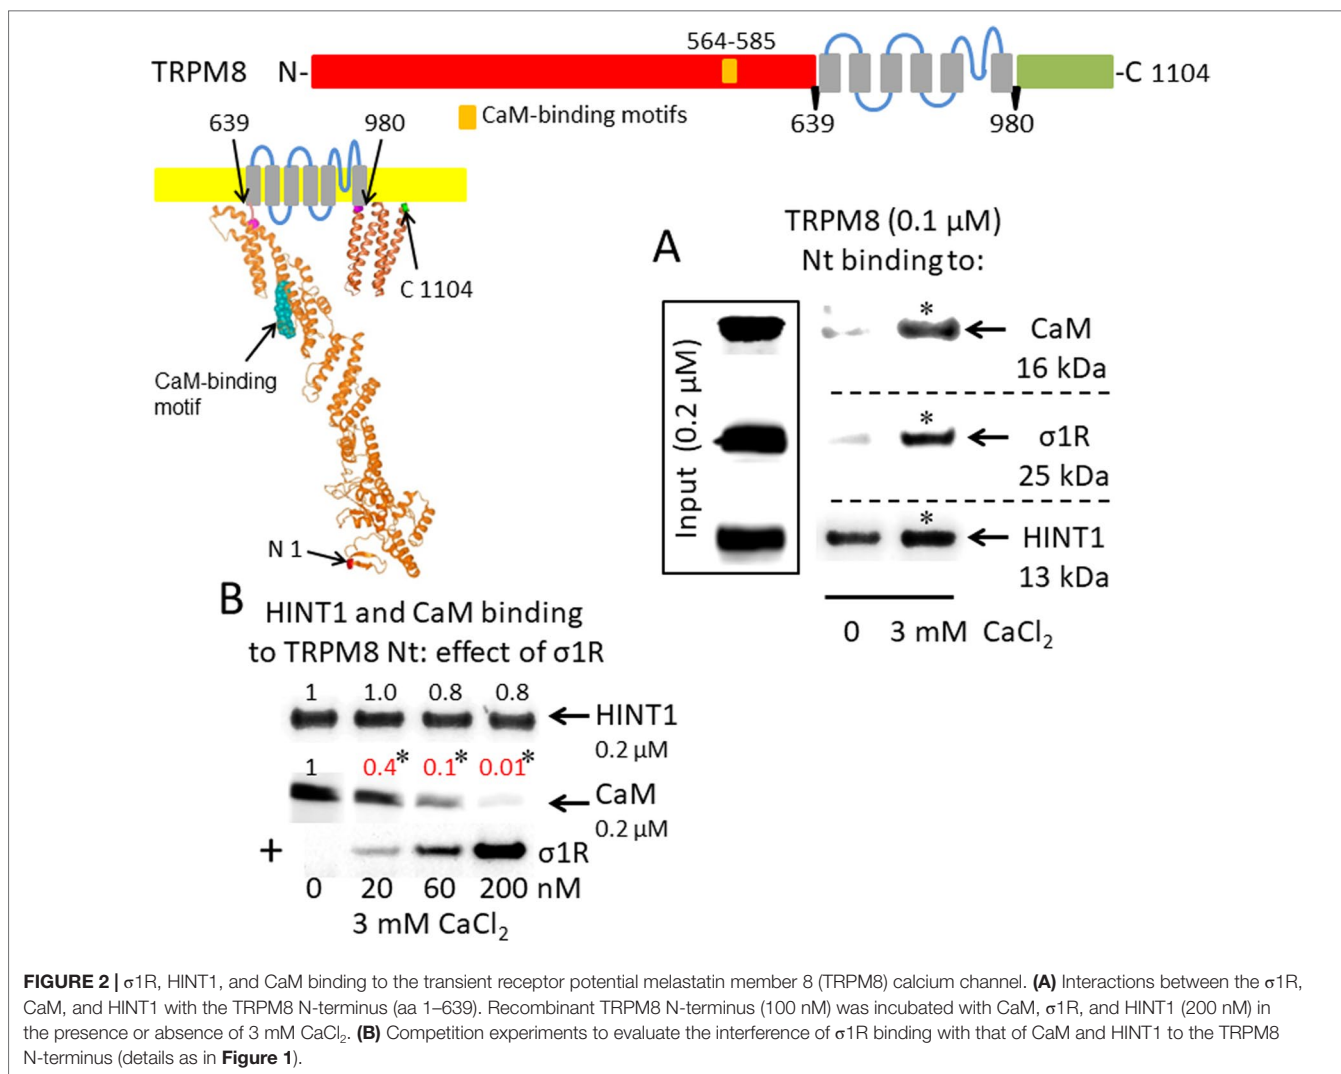 564-585
TRPM8 N- -C 1104
CaM-binding motifs
639 980
639 980
C 1104
CaM-binding
motif
N 1
A
TRPM8 (0.1 µM)
Nt binding to:
Input (0.2 µM)
*
CaM
16 kDa
*
σ1R
25 kDa
*
HINT1
13 kDa
0 3 mM CaCl₂
B
HINT1 and CaM binding
to TRPM8 Nt: effect of σ1R
1 1.0 0.8 0.8
HINT1
0.2 µM
1 0.4* 0.1* 0.01*
CaM
0.2 µM
+ σ1R
0 20 60 200 nM
3 mM CaCl₂
FIGURE 2 | σ1R, HINT1, and CaM binding to the transient receptor potential melastatin member 8 (TRPM8) calcium channel. (A) Interactions between the σ1R,
CaM, and HINT1 with the TRPM8 N-terminus (aa 1–639). Recombinant TRPM8 N-terminus (100 nM) was incubated with CaM, σ1R, and HINT1 (200 nM) in
the presence or absence of 3 mM CaCl₂. (B) Competition experiments to evaluate the interference of σ1R binding with that of CaM and HINT1 to the TRPM8
N-terminus (details as in Figure 1).